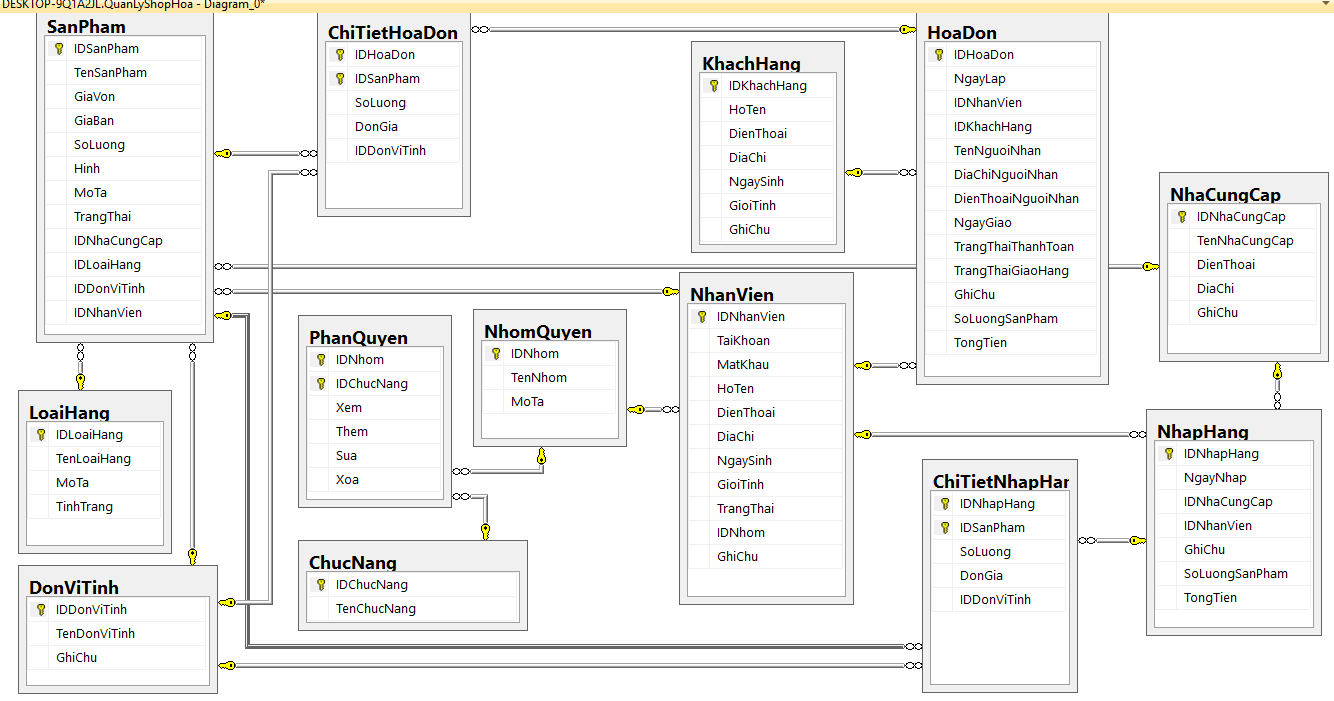 DESKTOP-9Q1A2JL.QuanLyShopHoa - Diagram_0*
SanPham
IDSanPham
TenSanPham
GiaVon
GiaBan
SoLuong
Hinh
MoTa
TrangThai
IDNhaCungCap
IDLoaiHang
IDDonViTinh
IDNhanVien
ChiTietHoaDon
IDHoaDon
IDSanPham
SoLuong
DonGia
IDDonViTinh
KhachHang
IDKhachHang
HoTen
DienThoai
DiaChi
NgaySinh
GioiTinh
GhiChu
HoaDon
IDHoaDon
NgayLap
IDNhanVien
IDKhachHang
TenNguoiNhan
DiaChiNguoiNhan
DienThoaiNguoiNhan
NgayGiao
TrangThaiThanhToan
TrangThaiGiaoHang
GhiChu
SoLuongSanPham
TongTien
NhaCungCap
IDNhaCungCap
TenNhaCungCap
DienThoai
DiaChi
GhiChu
PhanQuyen
IDNhom
IDChucNang
Xem
Them
Sua
Xoa
NhomQuyen
IDNhom
TenNhom
MoTa
NhanVien
IDNhanVien
TaiKhoan
MatKhau
HoTen
DienThoai
DiaChi
NgaySinh
GioiTinh
TrangThai
IDNhom
GhiChu
LoaiHang
IDLoaiHang
TenLoaiHang
MoTa
TinhTrang
NhapHang
IDNhapHang
NgayNhap
IDNhaCungCap
IDNhanVien
GhiChu
SoLuongSanPham
TongTien
ChiTietNhapHar
IDNhapHang
IDSanPham
SoLuong
DonGia
IDDonViTinh
ChucNang
IDChucNang
TenChucNang
DonViTinh
IDDonViTinh
TenDonViTinh
GhiChu